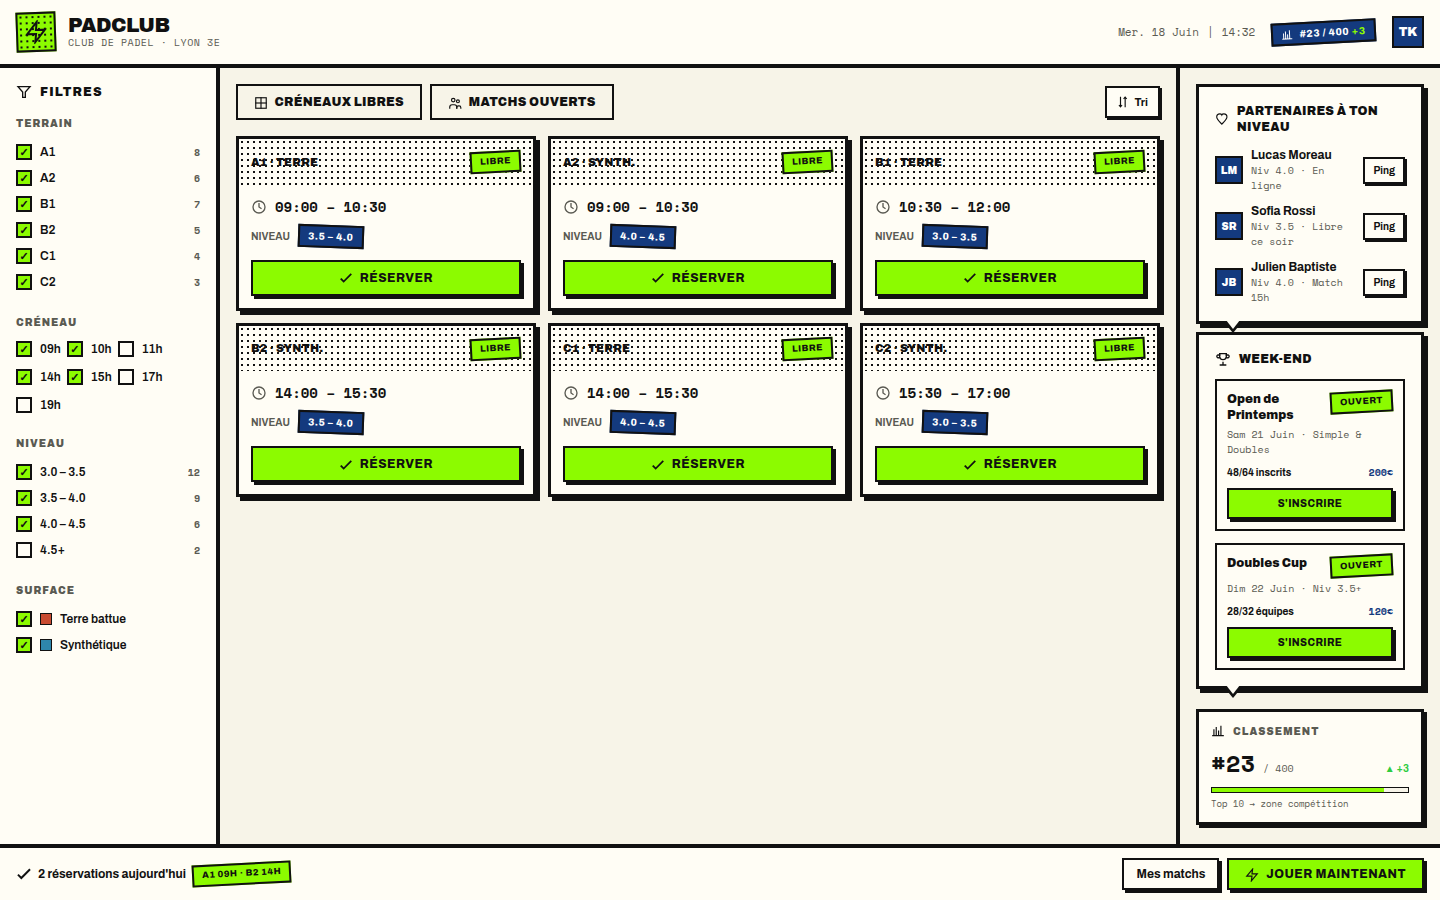 PADCLUB
CLUB DE PADEL · LYON 3E
Mer. 18 Juin | 14:32
#23 / 400 +3
TK
FILTRES
TERRAIN
A1 8
A2 6
B1 7
B2 5
C1 4
C2 3
CRÉNEAU
09h 10h 11h
14h 15h 17h
19h
NIVEAU
3.0 – 3.5 12
3.5 – 4.0 9
4.0 – 4.5 6
4.5+ 2
SURFACE
Terre battue
Synthétique
CRÉNEAUX LIBRES
MATCHS OUVERTS
Tri
A1 · TERRE LIBRE
09:00 – 10:30
NIVEAU 3.5 – 4.0
RÉSERVER
A2 · SYNTH. LIBRE
09:00 – 10:30
NIVEAU 4.0 – 4.5
RÉSERVER
B1 · TERRE LIBRE
10:30 – 12:00
NIVEAU 3.0 – 3.5
RÉSERVER
B2 · SYNTH. LIBRE
14:00 – 15:30
NIVEAU 3.5 – 4.0
RÉSERVER
C1 · TERRE LIBRE
14:00 – 15:30
NIVEAU 4.0 – 4.5
RÉSERVER
C2 · SYNTH. LIBRE
15:30 – 17:00
NIVEAU 3.0 – 3.5
RÉSERVER
PARTENAIRES À TON
NIVEAU
LM
Lucas Moreau
Niv 4.0 · En
ligne
Ping
SR
Sofia Rossi
Niv 3.5 · Libre
ce soir
Ping
JB
Julien Baptiste
Niv 4.0 · Match
15h
Ping
WEEK-END
Open de
Printemps
OUVERT
Sam 21 Juin · Simple &
Doubles
48/64 inscrits 200€
S'INSCRIRE
Doubles Cup OUVERT
Dim 22 Juin · Niv 3.5+
28/32 équipes 120€
S'INSCRIRE
CLASSEMENT
#23 / 400 ▲ +3
Top 10 → zone compétition
2 réservations aujourd'hui
A1 09H · B2 14H
Mes matchs
JOUER MAINTENANT